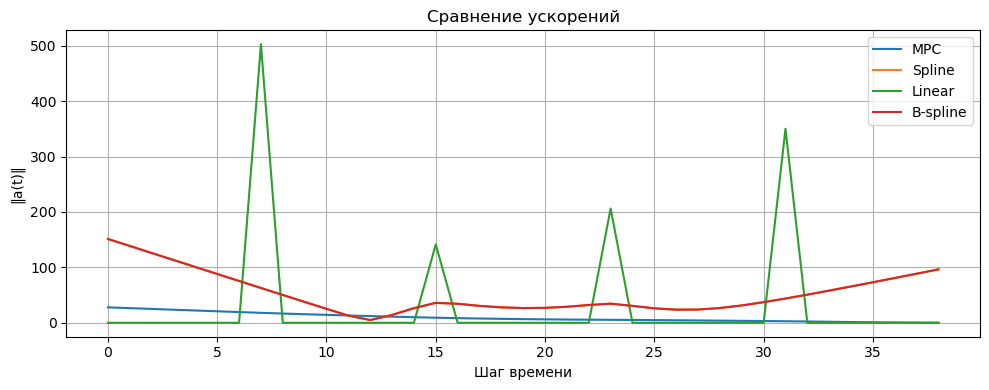 Сравнение ускорений
500
400
300
200
100
0
‖a(t)‖
MPC
Spline
Linear
B-spline
0 5 10 15 20 25 30 35
Шаг времени